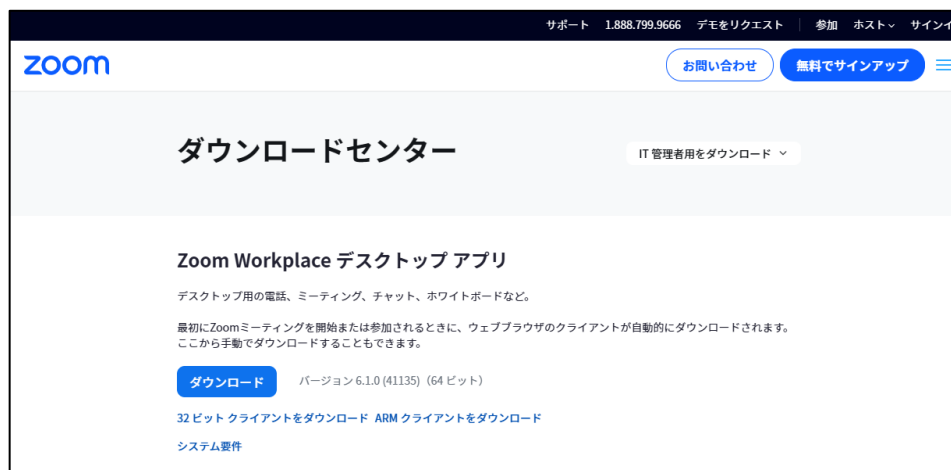 サポート 1.888.799.9666 デモをリクエスト 参加 ホスト サインイ
zoom お問い合わせ 無料でサインアップ
ダウンロードセンター IT 管理者用をダウンロード
Zoom Workplace デスクトップ アプリ
デスクトップ用の電話、ミーティング、チャット、ホワイトボードなど。
最初にZoomミーティングを開始または参加されるときに、ウェブブラウザのクライアントが自動的にダウンロードされます。
ここから手動でダウンロードすることもできます。
ダウンロード バージョン 6.1.0 (41135)（64 ビット）
32 ビット クライアントをダウンロード ARM クライアントをダウンロード
システム要件